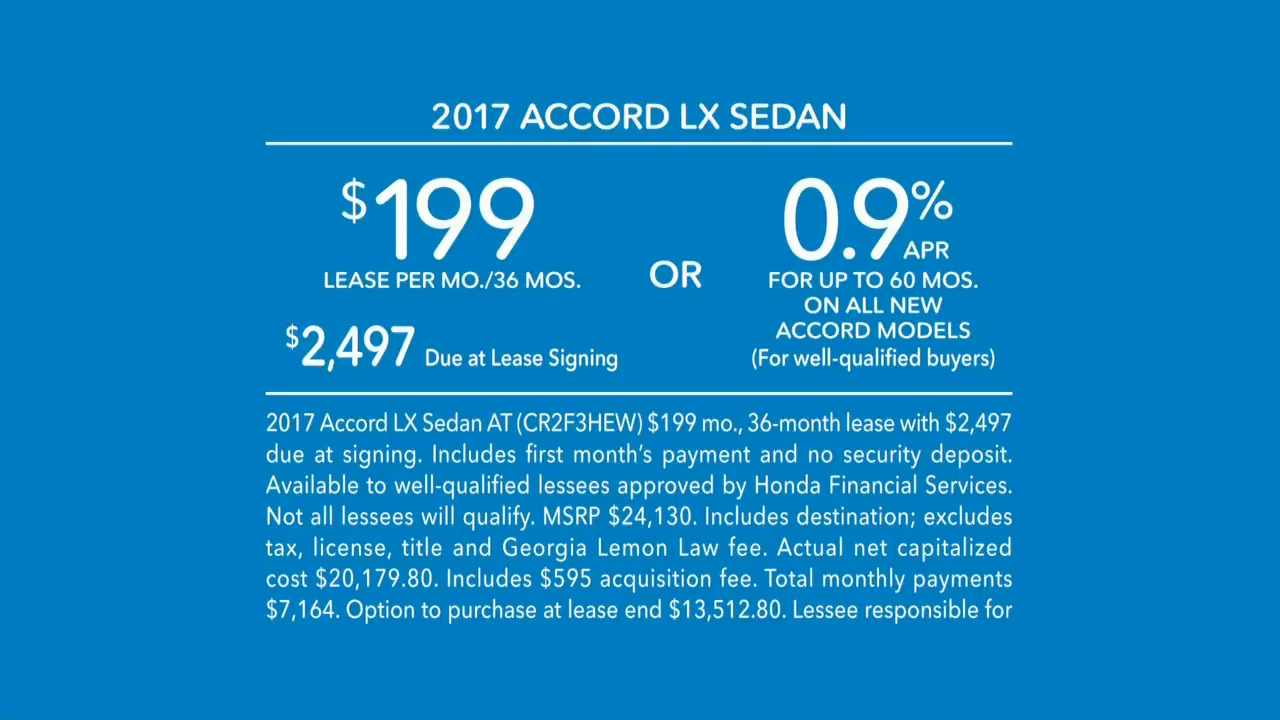 2017 ACCORD LX SEDAN
$199
LEASE PER MO./36 MOS.
$2,497 Due at Lease Signing
OR
0.9% APR
FOR UP TO 60 MOS.
ON ALL NEW
ACCORD MODELS
(For well-qualified buyers)
2017 Accord LX Sedan AT (CR2F3HEW) $199 mo., 36-month lease with $2,497
due at signing. Includes first month's payment and no security deposit.
Available to well-qualified lessees approved by Honda Financial Services.
Not all lessees will qualify. MSRP $24,130. Includes destination; excludes
tax, license, title and Georgia Lemon Law fee. Actual net capitalized
cost $20,179.80. Includes $595 acquisition fee. Total monthly payments
$7,164. Option to purchase at lease end $13,512.80. Lessee responsible for